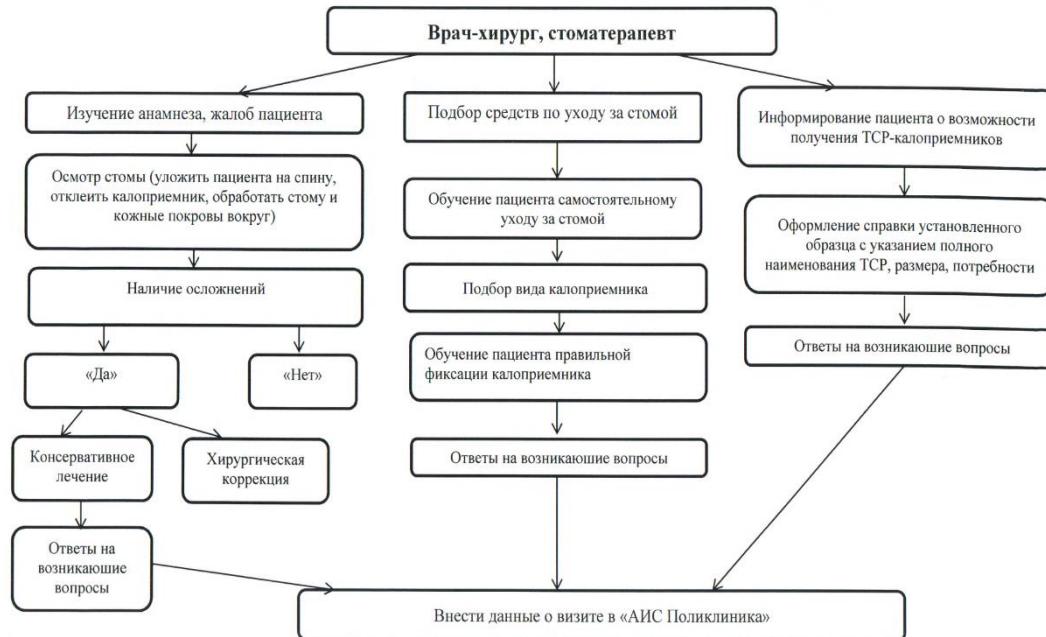 Врач-хирург, стоматерапевт
Изучение анамнеза, жалоб пациента
Осмотр стомы (уложить пациента на спину,
отклеить калоприемник, обработать стому и
кожные покровы вокруг)
Наличие осложнений
«Да»
«Нет»
Консервативное
лечение
Хирургическая
коррекция
Ответы на
возникаюшие
вопросы
Подбор средств по уходу за стомой
Обучение пациента самостоятельному
уходу за стомой
Подбор вида калоприемника
Обучение пациента правильной
фиксации калоприемника
Ответы на возникаюшие вопросы
Информирование пациента о возможности
получения ТСР-калоприемников
Оформление справки установленного
образца с указанием полного
наименования ТСР, размера, потребности
Ответы на возникаюшие вопросы
Внести данные о визите в «АИС Поликлиника»